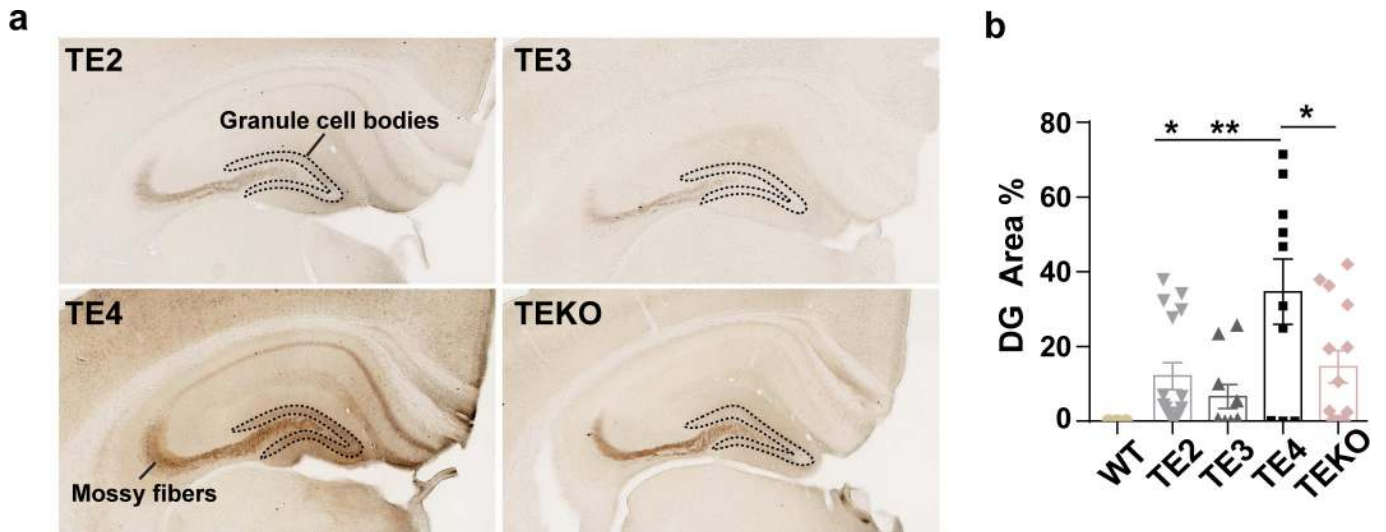 a
TE2
Granule cell bodies
TE3
TE4
Mossy fibers
TEKO
b
DG Area %
80
60
40
20
0
* ** *
WT TE2 TE3 TE4 TEKO